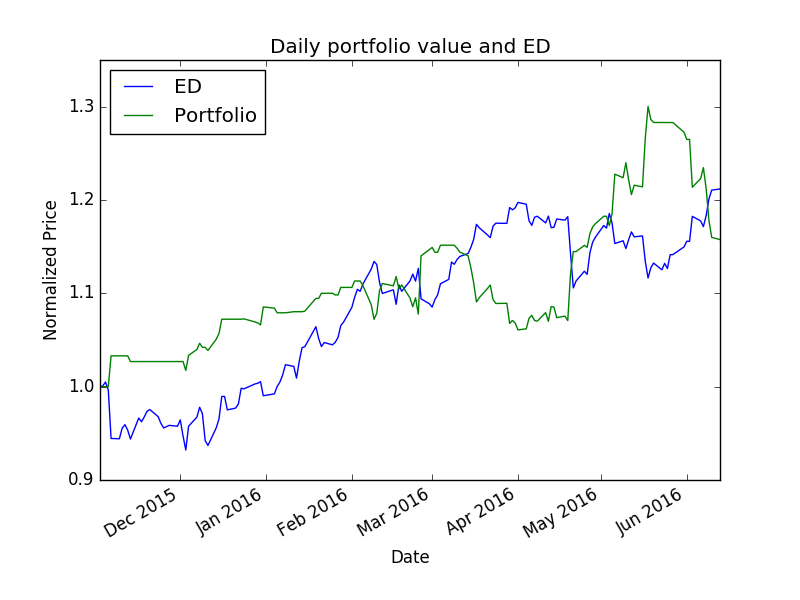 Daily portfolio value and ED
ED
Portfolio
1.3
1.2
1.1
1.0
0.9
Normalized Price
Dec 2015
Jan 2016
Feb 2016
Mar 2016
Apr 2016
May 2016
Jun 2016
Date